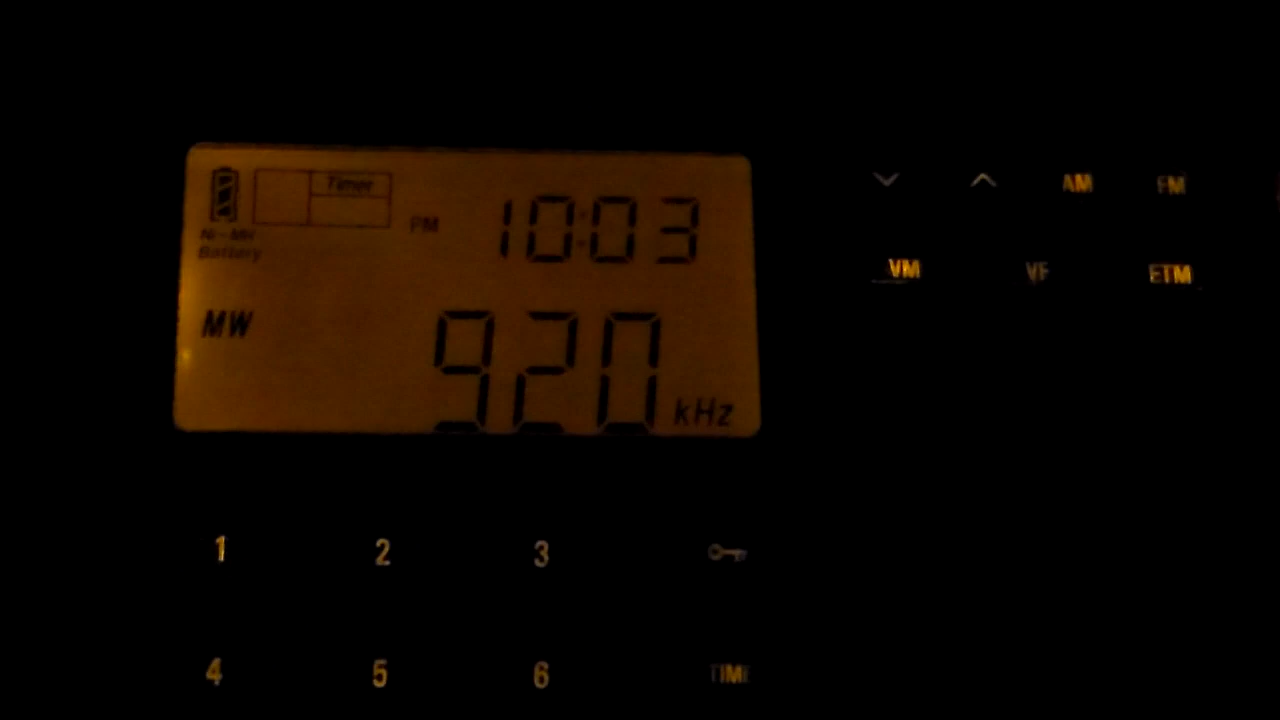 Timer
PM 10:03
Ni-MH
Battery
MW
920 kHz
AM FM
VM VF ETM
1 2 3
4 5 6 TIME